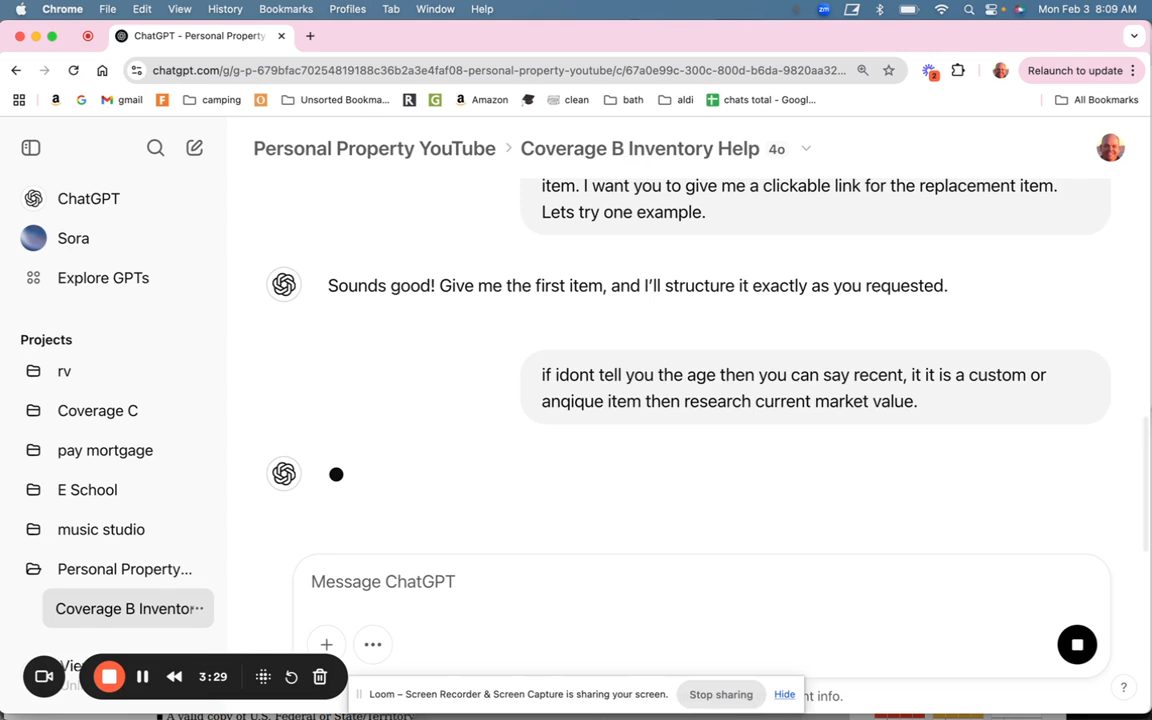 Chrome File Edit View History Bookmarks Profiles Tab Window Help
zm
Mon Feb 3 8:09 AM
ChatGPT - Personal Property
chatgpt.com/g/g-p-679bfac70254819188c36b2a3e4faf08-personal-property-youtube/c/67a0e99c-300c-800d-b6da-9820aa32...
2
Relaunch to update
gmail
camping
Unsorted Bookma...
Amazon
clean
bath
aldi
chats total - Googl...
All Bookmarks
Personal Property YouTube > Coverage B Inventory Help 4o
ChatGPT
Sora
Explore GPTs
Projects
rv
Coverage C
pay mortgage
E School
music studio
Personal Property...
Coverage B Inventor
item. I want you to give me a clickable link for the replacement item.
Lets try one example.
Sounds good! Give me the first item, and I'll structure it exactly as you requested.
if idont tell you the age then you can say recent, it it is a custom or
anqique item then research current market value.
Message ChatGPT
3:29
Loom – Screen Recorder & Screen Capture is sharing your screen.
Stop sharing
Hide
nt info.
?
A valid copy of U.S. Federal or State/Territory